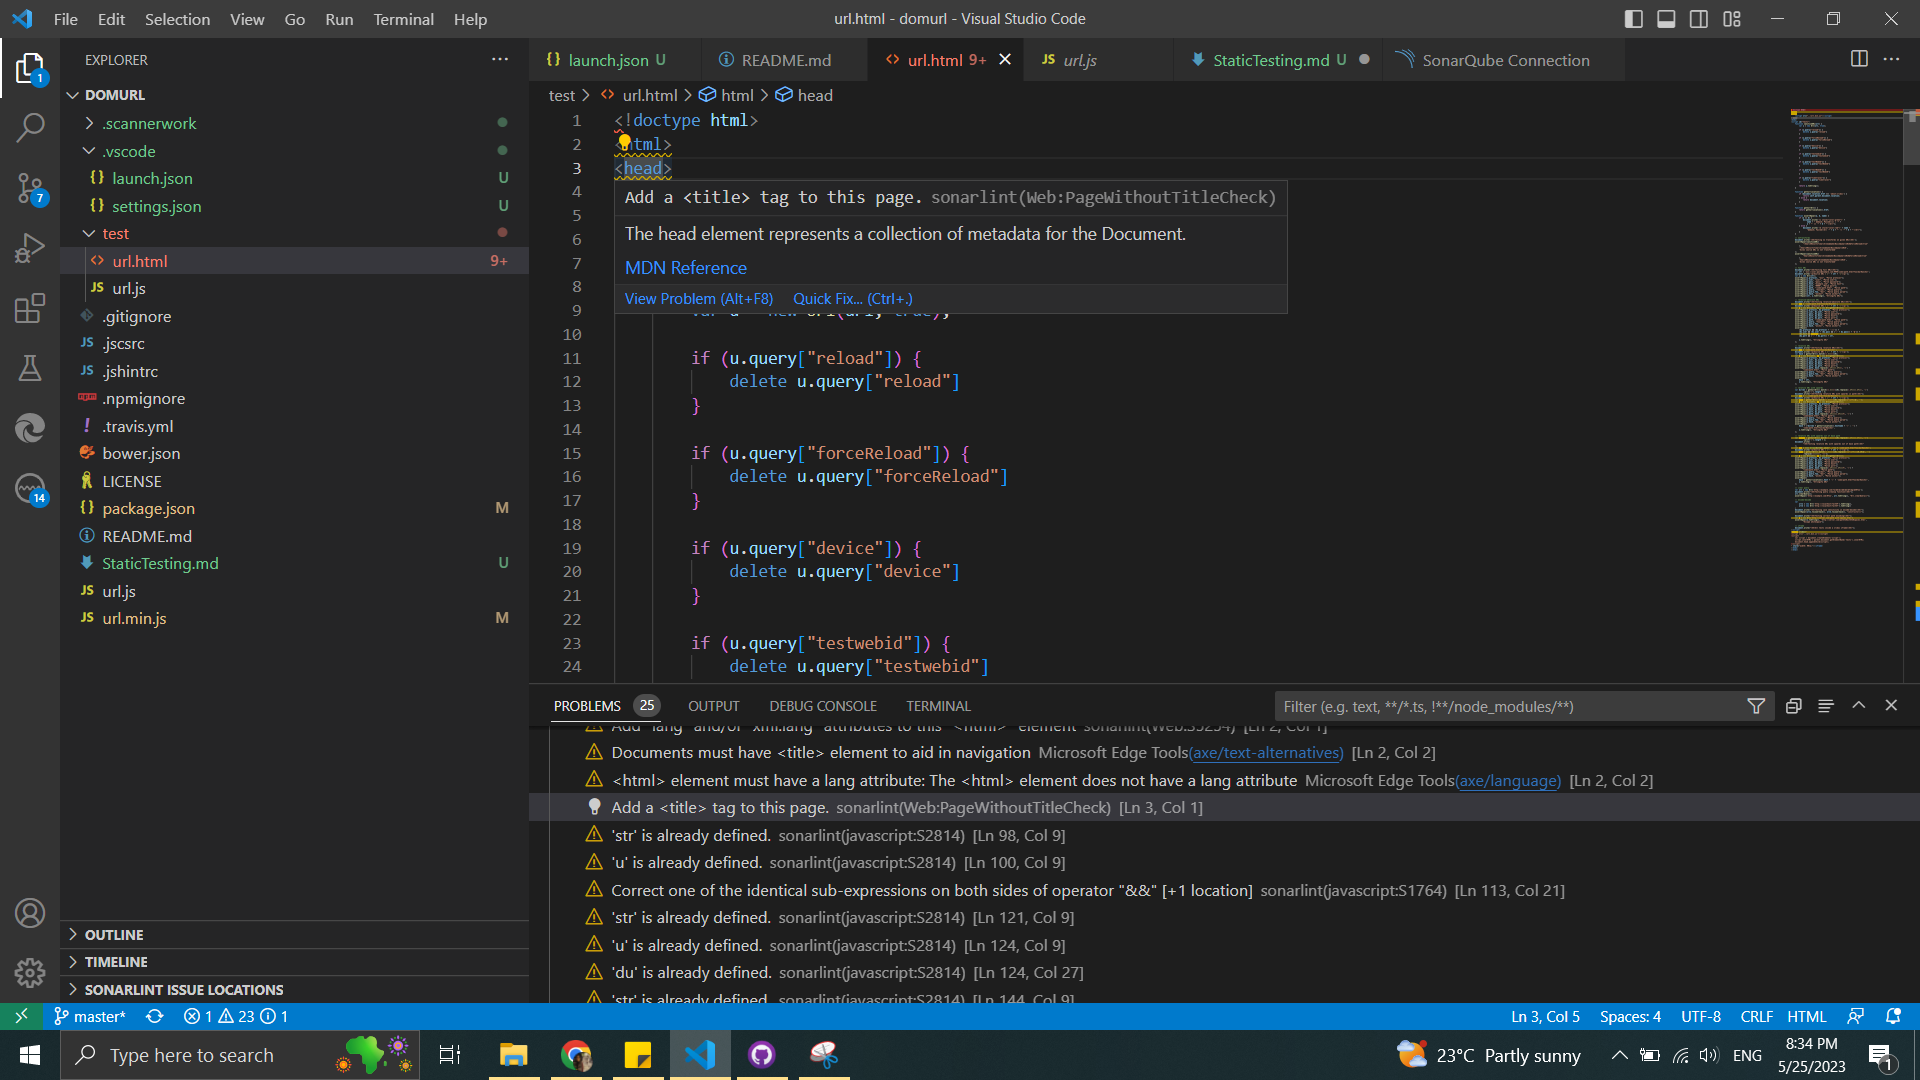 File Edit Selection View Go Run Terminal Help
url.html - domurl - Visual Studio Code
EXPLORER
DOMURL
.scannerwork
.vscode
launch.json U
settings.json U
test
url.html 9+
url.js
.gitignore
.jscsrc
.jshintrc
.npmignore
.travis.yml
bower.json
LICENSE
package.json M
README.md
StaticTesting.md U
url.js
url.min.js M
OUTLINE
TIMELINE
SONARLINT ISSUE LOCATIONS
1
7
14
launch.json U
README.md
url.html 9+
url.js
StaticTesting.md U
SonarQube Connection
test > url.html > html > head
1 <!doctype html>
2 <html>
3 <head>
4
5
6
7
8
9
Add a <title> tag to this page. sonarlint(Web:PageWithoutTitleCheck)
The head element represents a collection of metadata for the Document.
MDN Reference
View Problem (Alt+F8) Quick Fix... (Ctrl+.)
10
11 if (u.query["reload"]) {
12 delete u.query["reload"]
13 }
14
15 if (u.query["forceReload"]) {
16 delete u.query["forceReload"]
17 }
18
19 if (u.query["device"]) {
20 delete u.query["device"]
21 }
22
23 if (u.query["testwebid"]) {
24 delete u.query["testwebid"]
PROBLEMS 25 OUTPUT DEBUG CONSOLE TERMINAL
Filter (e.g. text, **/*.ts, !**/node_modules/**)
Add "lang" and/or "xml:lang" attributes to this "<html>" element sonarlint(Web:S5254) [Ln 2, Col 1]
Documents must have <title> element to aid in navigation Microsoft Edge Tools(axe/text-alternatives) [Ln 2, Col 2]
<html> element must have a lang attribute: The <html> element does not have a lang attribute Microsoft Edge Tools(axe/language) [Ln 2, Col 2]
Add a <title> tag to this page. sonarlint(Web:PageWithoutTitleCheck) [Ln 3, Col 1]
'str' is already defined. sonarlint(javascript:S2814) [Ln 98, Col 9]
'u' is already defined. sonarlint(javascript:S2814) [Ln 100, Col 9]
Correct one of the identical sub-expressions on both sides of operator "&&" [+1 location] sonarlint(javascript:S1764) [Ln 113, Col 21]
'str' is already defined. sonarlint(javascript:S2814) [Ln 121, Col 9]
'u' is already defined. sonarlint(javascript:S2814) [Ln 124, Col 9]
'du' is already defined. sonarlint(javascript:S2814) [Ln 124, Col 27]
'str' is already defined. sonarlint(javascript:S2814) [Ln 144, Col 9]
master* 1 23 1
Ln 3, Col 5 Spaces: 4 UTF-8 CRLF HTML
Type here to search
23°C Partly sunny
ENG
8:34 PM
5/25/2023
1